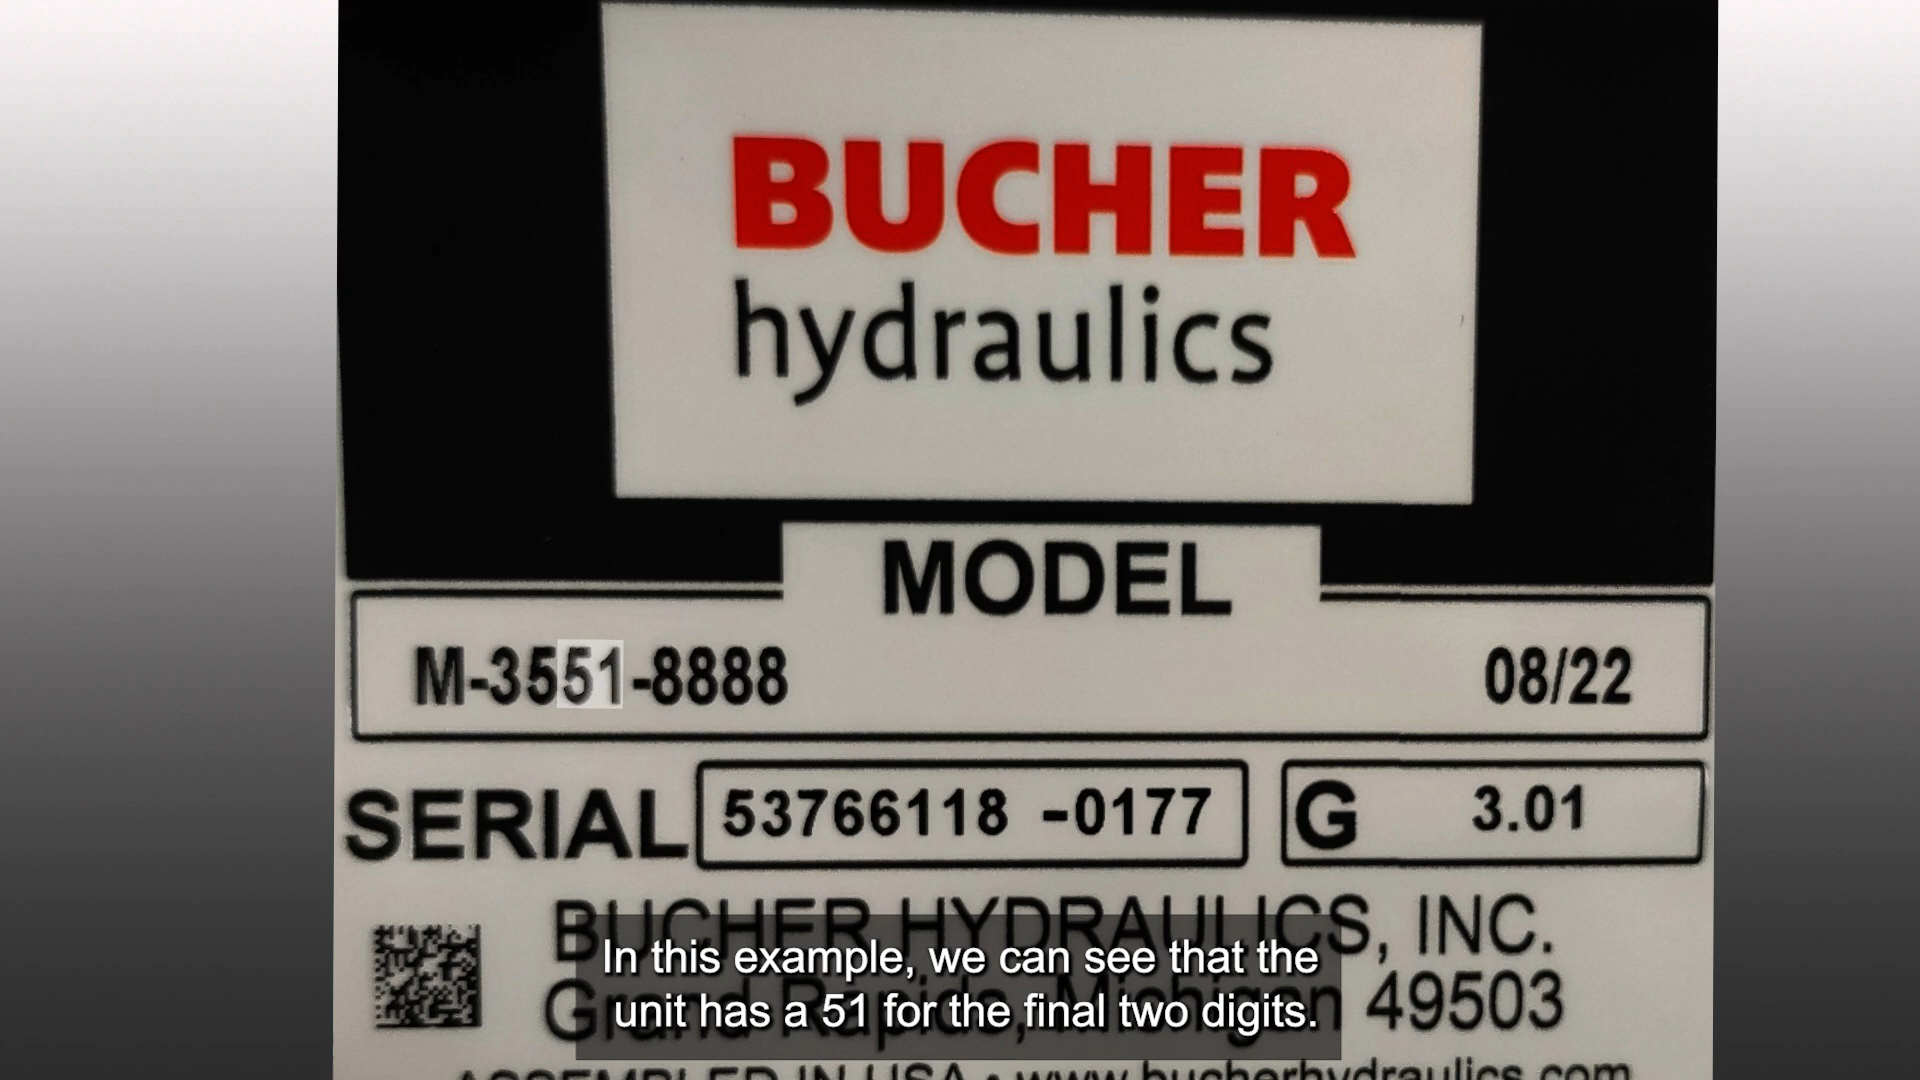 BUCHER
hydraulics
MODEL
M-3551-8888 08/22
SERIAL 53766118 -0177 G 3.01
BUCHER HYDRAULICS, INC.
Grand Rapids, Michigan 49503
In this example, we can see that the
unit has a 51 for the final two digits.
ASSEMBLED IN USA • www.bucherhydraulics.com